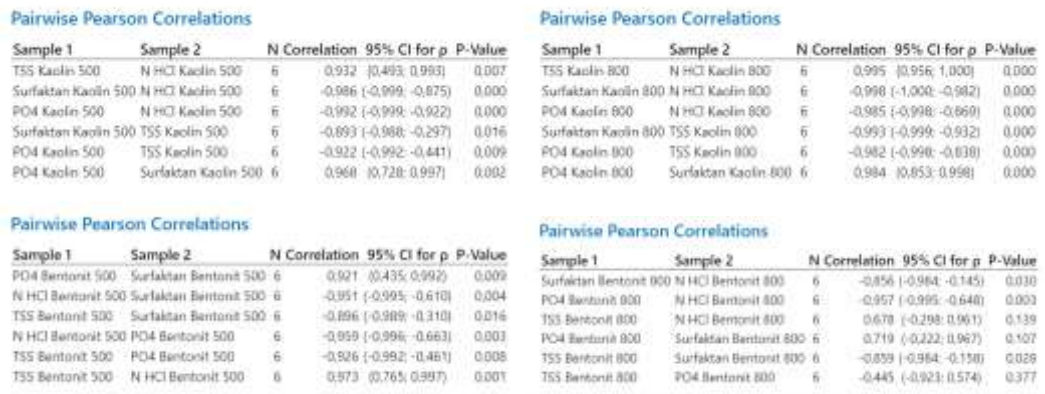 Pairwise Pearson Correlations
Sample 1 Sample 2 N Correlation 95% CI for ρ P-Value
TSS Kaolin 500 N HCl Kaolin 500 6 0,932 (0,493; 0,993) 0,007
Surfaktan Kaolin 500 N HCl Kaolin 500 6 -0,986 (-0,999; -0,875) 0,000
PO4 Kaolin 500 N HCl Kaolin 500 6 -0,992 (-0,999; -0,922) 0,000
Surfaktan Kaolin 500 TSS Kaolin 500 6 -0,893 (-0,988; -0,297) 0,016
PO4 Kaolin 500 TSS Kaolin 500 6 -0,922 (-0,992; -0,441) 0,009
PO4 Kaolin 500 Surfaktan Kaolin 500 6 0,968 (0,728; 0,997) 0,002
Pairwise Pearson Correlations
Sample 1 Sample 2 N Correlation 95% CI for ρ P-Value
TSS Kaolin 800 N HCl Kaolin 800 6 0,995 (0,956; 1,000) 0,000
Surfaktan Kaolin 800 N HCl Kaolin 800 6 -0,998 (-1,000; -0,982) 0,000
PO4 Kaolin 800 N HCl Kaolin 800 6 -0,985 (-0,998; -0,869) 0,000
Surfaktan Kaolin 800 TSS Kaolin 800 6 -0,993 (-0,999; -0,932) 0,000
PO4 Kaolin 800 TSS Kaolin 800 6 -0,982 (-0,998; -0,838) 0,000
PO4 Kaolin 800 Surfaktan Kaolin 800 6 0,984 (0,853; 0,998) 0,000
Pairwise Pearson Correlations
Sample 1 Sample 2 N Correlation 95% CI for ρ P-Value
PO4 Bentonit 500 Surfaktan Bentonit 500 6 0,921 (0,435; 0,992) 0,009
N HCl Bentonit 500 Surfaktan Bentonit 500 6 -0,951 (-0,995; -0,610) 0,004
TSS Bentonit 500 Surfaktan Bentonit 500 6 -0,896 (-0,989; -0,310) 0,016
N HCl Bentonit 500 PO4 Bentonit 500 6 -0,959 (-0,996; -0,663) 0,003
TSS Bentonit 500 PO4 Bentonit 500 6 -0,926 (-0,992; -0,461) 0,008
TSS Bentonit 500 N HCl Bentonit 500 6 0,973 (0,765; 0,997) 0,001
Pairwise Pearson Correlations
Sample 1 Sample 2 N Correlation 95% CI for ρ P-Value
Surfaktan Bentonit 800 N HCl Bentonit 800 6 -0,856 (-0,984; -0,145) 0,030
PO4 Bentonit 800 N HCl Bentonit 800 6 -0,957 (-0,995; -0,648) 0,003
TSS Bentonit 800 N HCl Bentonit 800 6 0,678 (-0,298; 0,961) 0,139
PO4 Bentonit 800 Surfaktan Bentonit 800 6 0,719 (-0,222; 0,967) 0,107
TSS Bentonit 800 Surfaktan Bentonit 800 6 -0,859 (-0,984; -0,158) 0,028
TSS Bentonit 800 PO4 Bentonit 800 6 -0,445 (-0,923; 0,574) 0,377